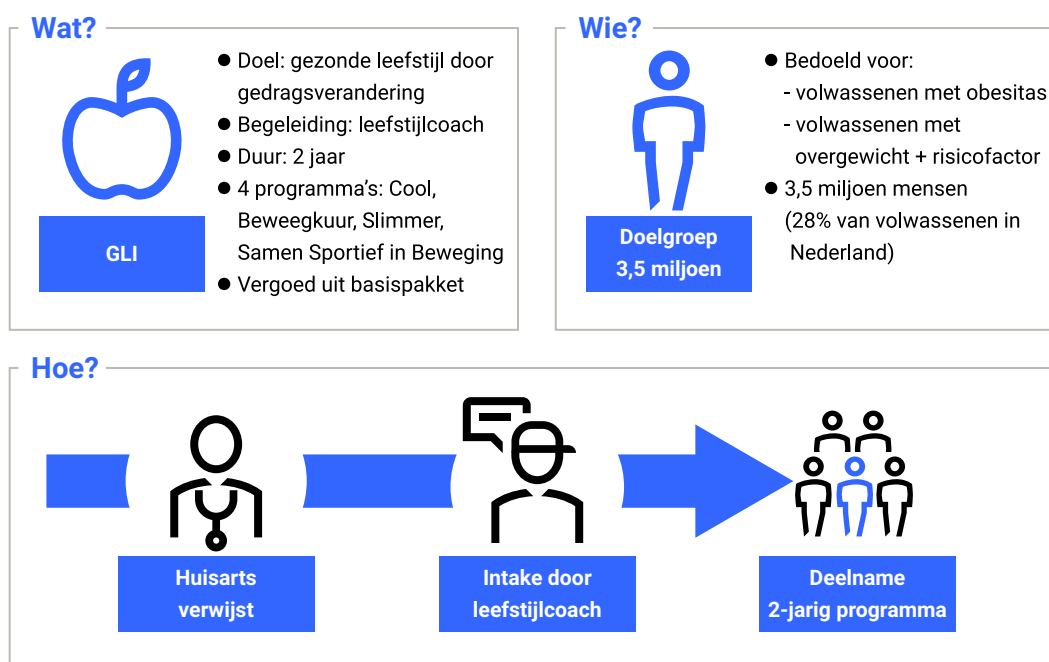 Wat?
● Doel: gezonde leefstijl door
gedragsverandering
● Begeleiding: leefstijlcoach
● Duur: 2 jaar
● 4 programma’s: Cool,
Beweegkuur, Slimmer,
Samen Sportief in Beweging
● Vergoed uit basispakket
GLI
Wie?
● Bedoeld voor:
- volwassenen met obesitas
- volwassenen met
overgewicht + risicofactor
● 3,5 miljoen mensen
(28% van volwassenen in
Nederland)
Doelgroep
3,5 miljoen
Hoe?
Huisarts
verwijst
Intake door
leefstijlcoach
Deelname
2-jarig programma